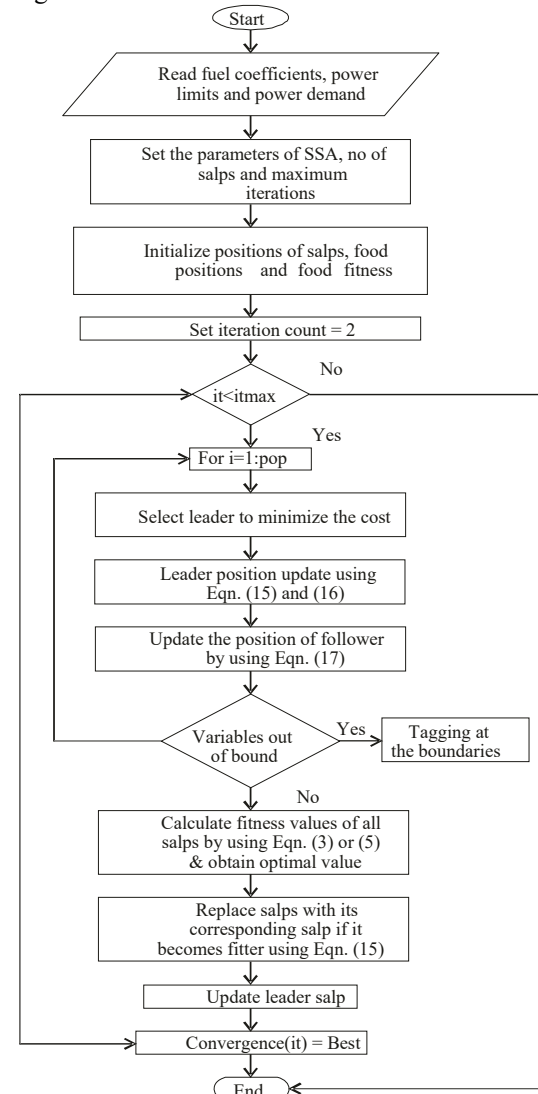 Start
Read fuel coefficients, power
limits and power demand
Set the parameters of SSA, no of
salps and maximum
iterations
Initialize positions of salps, food
positions and food fitness
Set iteration count = 2
No
it<itmax
Yes
For i=1:pop
Select leader to minimize the cost
Leader position update using
Eqn. (15) and (16)
Update the position of follower
by using Eqn. (17)
Variables out
of bound
Yes
Tagging at
the boundaries
No
Calculate fitness values of all
salps by using Eqn. (3) or (5)
& obtain optimal value
Replace salps with its
corresponding salp if it
becomes fitter using Eqn. (15)
Update leader salp
Convergence(it) = Best
End